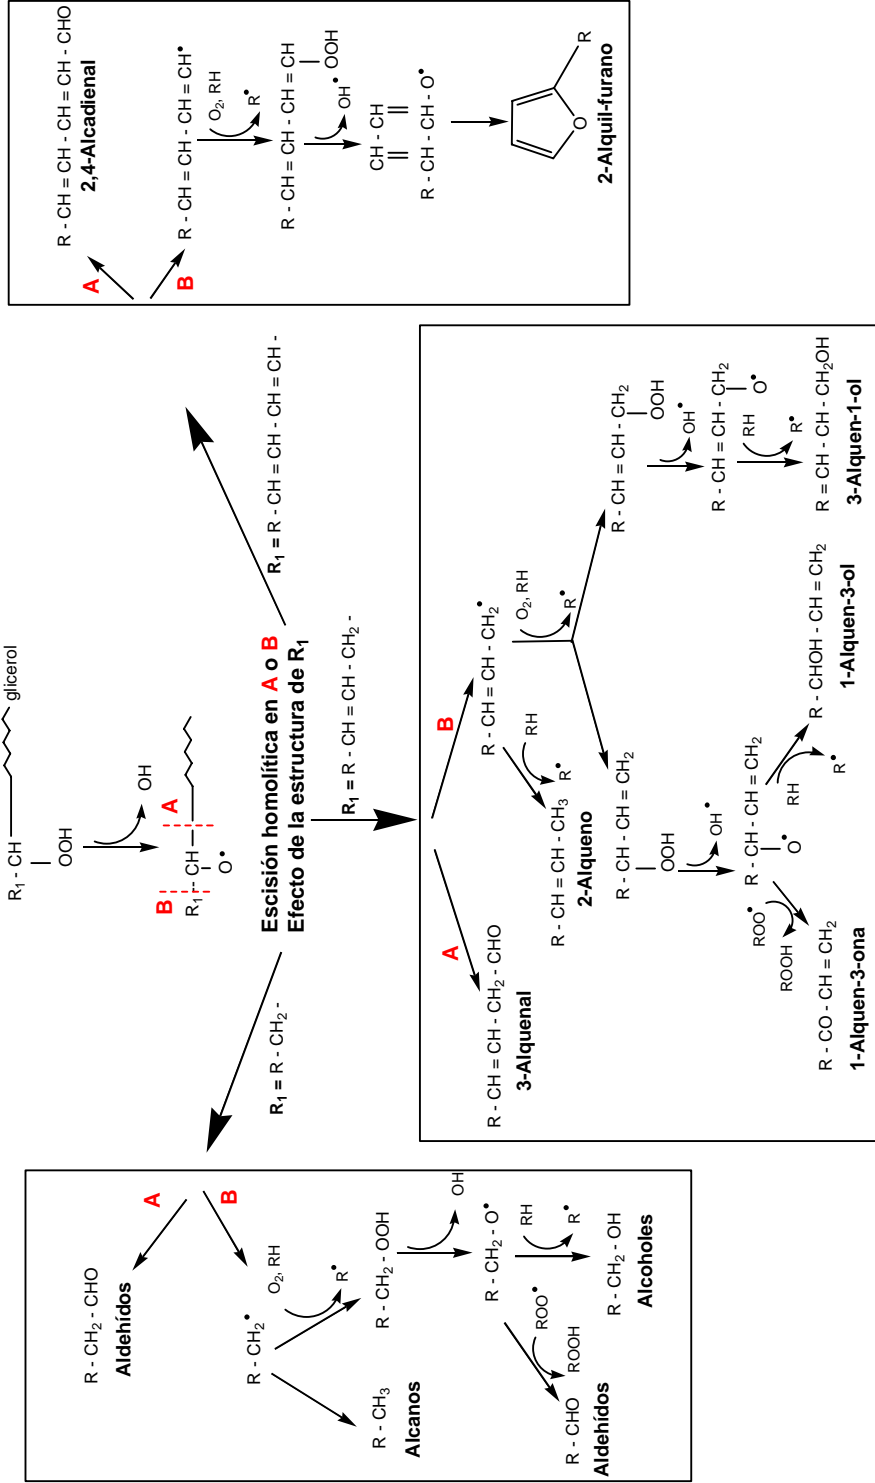 R₁ - CH
OOH
glicerol
OH
B
A
R₁ - CH
O•
Escisión homolítica en A o B
Efecto de la estructura de R₁
R₁ = R - CH₂ -
R₁ = R - CH = CH - CH₂ -
R₁ = R - CH = CH - CH = CH -
A
B
R - CH₂ - CHO
Aldehídos
R - CH₂•
O₂, RH
R•
R - CH₃
Alcanos
R - CH₂ - OOH
OH
R - CH₂ - O•
ROO•
ROOH
RH
R•
R - CHO
Aldehídos
R - CH₂ - OH
Alcoholes
A
B
R - CH = CH - CH₂ - CHO
3-Alquenal
R - CH = CH - CH₂•
RH
R•
R - CH = CH - CH₃
2-Alqueno
O₂, RH
R•
R - CH - CH = CH₂
OOH
OH•
R - CH - CH = CH₂
O•
ROO•
ROOH
RH
R•
R - CO - CH = CH₂
1-Alquen-3-ona
R - CHOH - CH = CH₂
1-Alquen-3-ol
R - CH = CH - CH₂
OOH
OH•
R - CH = CH - CH₂
O•
RH
R•
R = CH - CH - CH₂OH
3-Alquen-1-ol
A
B
R - CH = CH - CH = CH - CHO
2,4-Alcadienal
R - CH = CH - CH = CH•
O₂, RH
R•
R - CH = CH - CH = CH
OOH
OH•
CH - CH
R - CH CH - O•
O
R
2-Alquil-furano